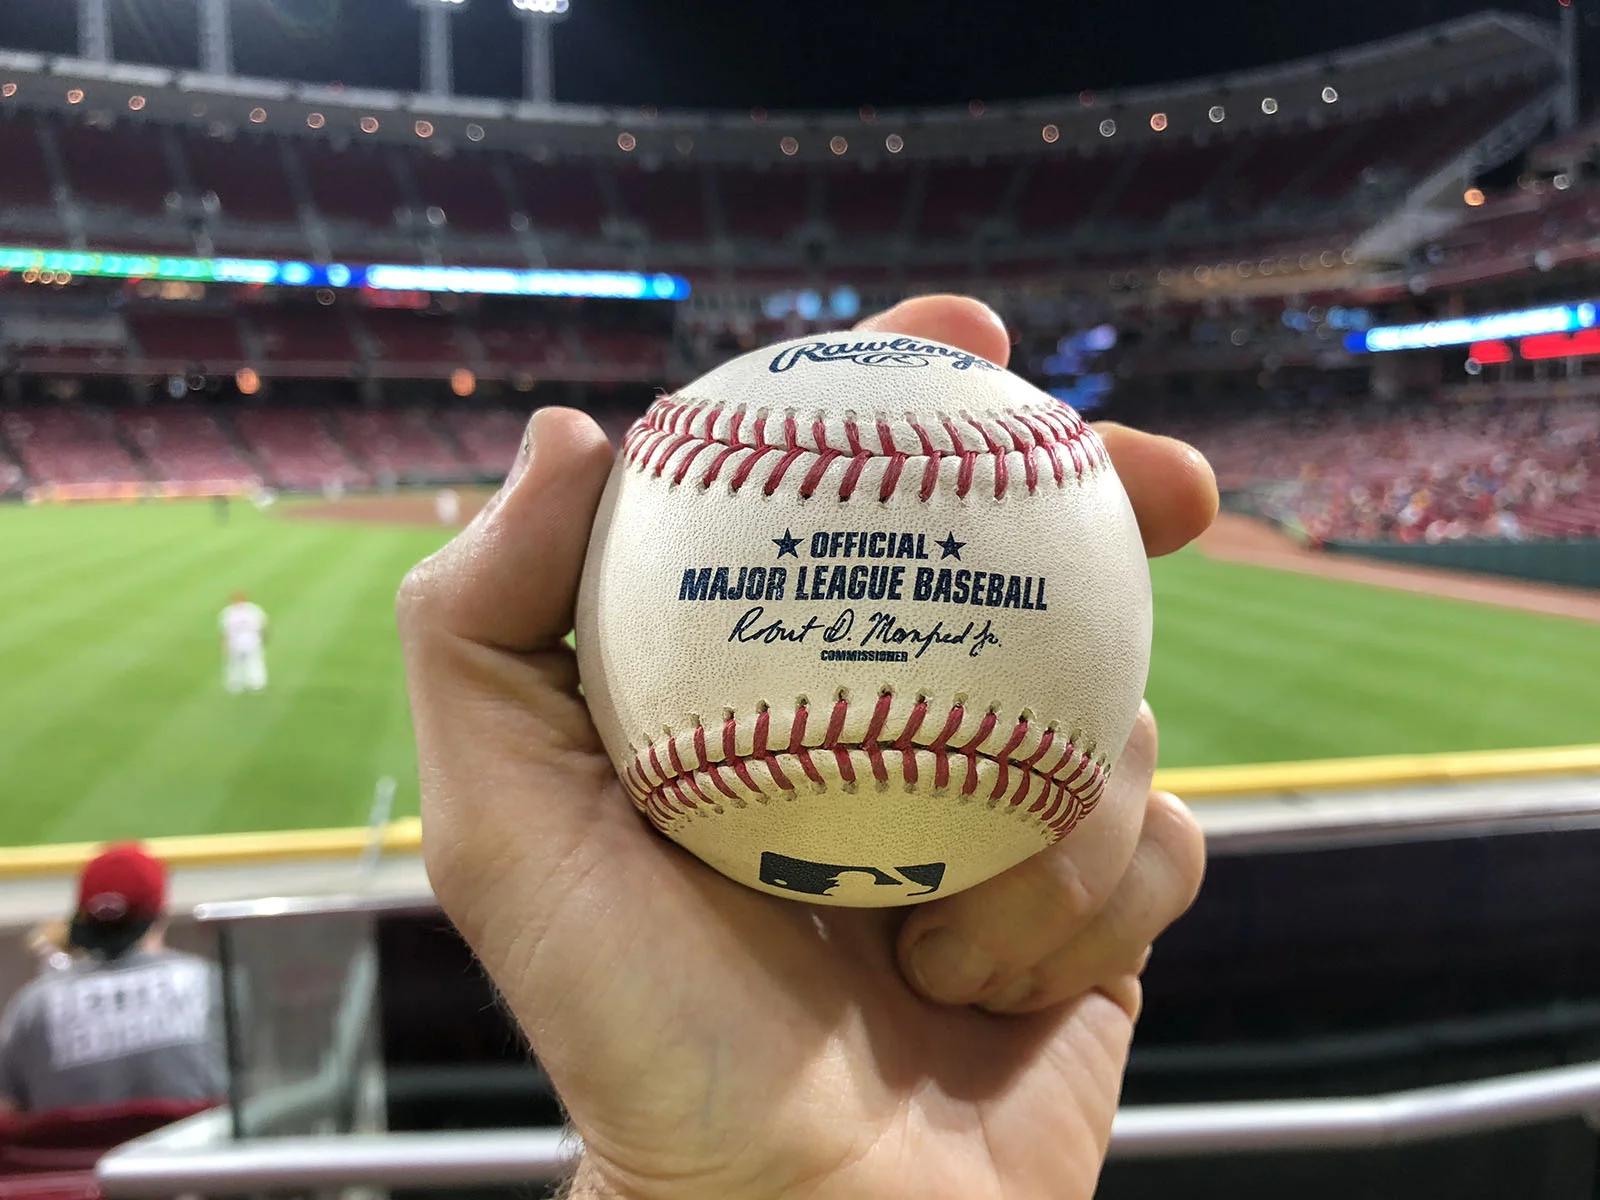 Rawlings
R
OFFICIAL
MAJOR LEAGUE BASEBALL
Robert D. Manfred Jr.
COMMISSIONER